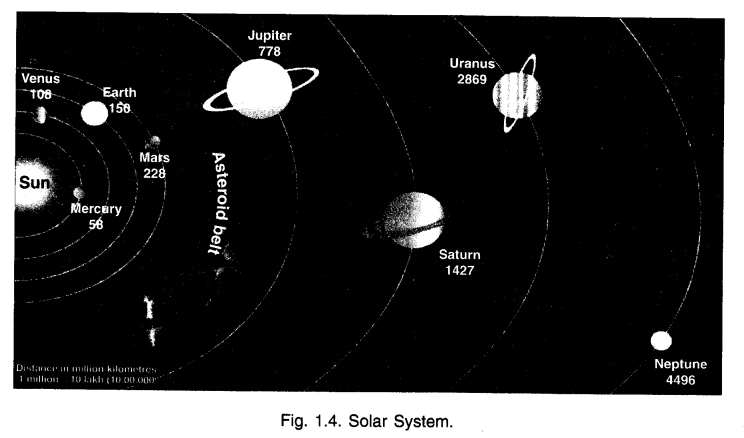 Jupiter
778
Uranus
2869
Venus
108
Earth
150
Mars
228
Sun
Mercury
58
Asteroid belt
Saturn
1427
Neptune
4496
Distance in million kilometres
1 million 10 lakh (10,00,000
Fig. 1.4. Solar System.